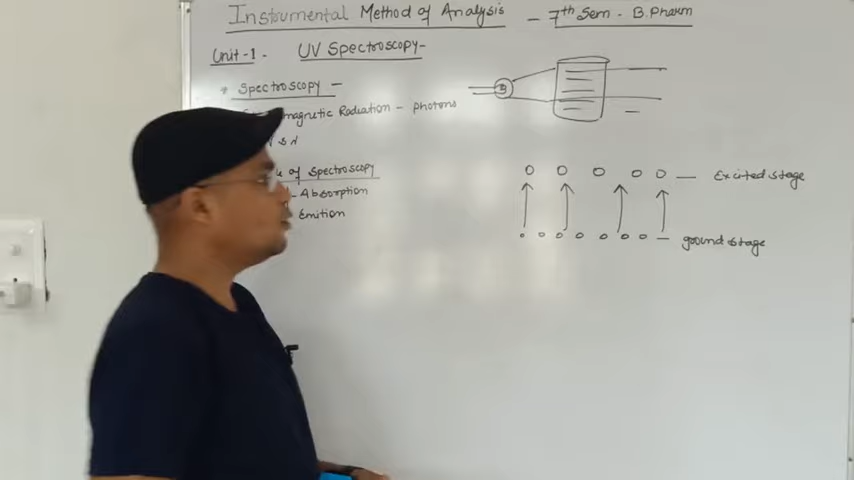 Instrumental Method of Analysis - 7th Sem - B.Pharm
Unit-1. UV Spectroscopy-
* Spectroscopy -
magnetic Radiation - photons
of Spectroscopy
Absorption
Emition
B
Excited stage
ground stage